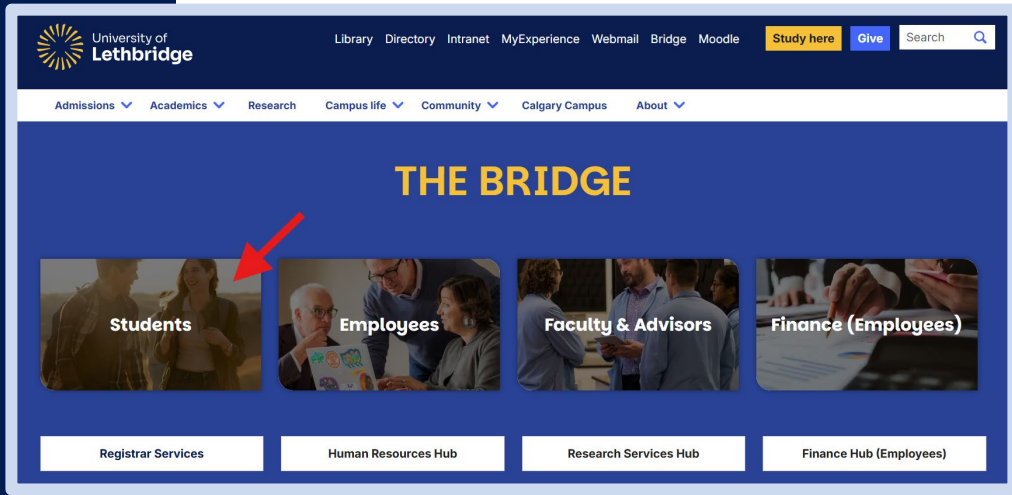 University of
Lethbridge
Library Directory Intranet MyExperience Webmail Bridge Moodle Study here Give Search
Admissions Academics Research Campus life Community Calgary Campus About
THE BRIDGE
Students Employees Faculty & Advisors Finance (Employees)
Registrar Services Human Resources Hub Research Services Hub Finance Hub (Employees)